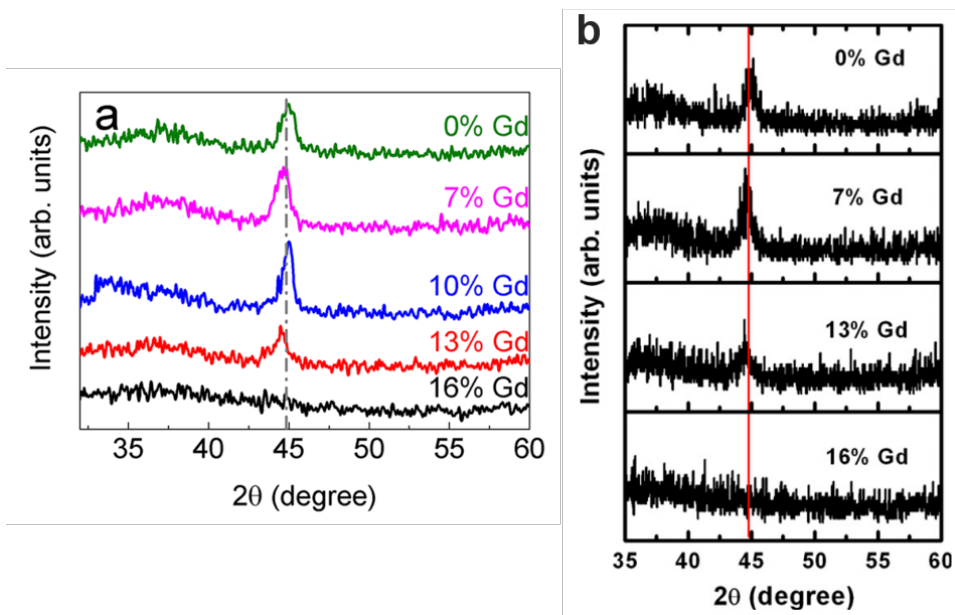 a
0% Gd
7% Gd
10% Gd
13% Gd
16% Gd
Intensity (arb. units)
35 40 45 50 55 60
2θ (degree)
b
0% Gd
7% Gd
13% Gd
16% Gd
Intensity (arb. units)
35 40 45 50 55 60
2θ (degree)